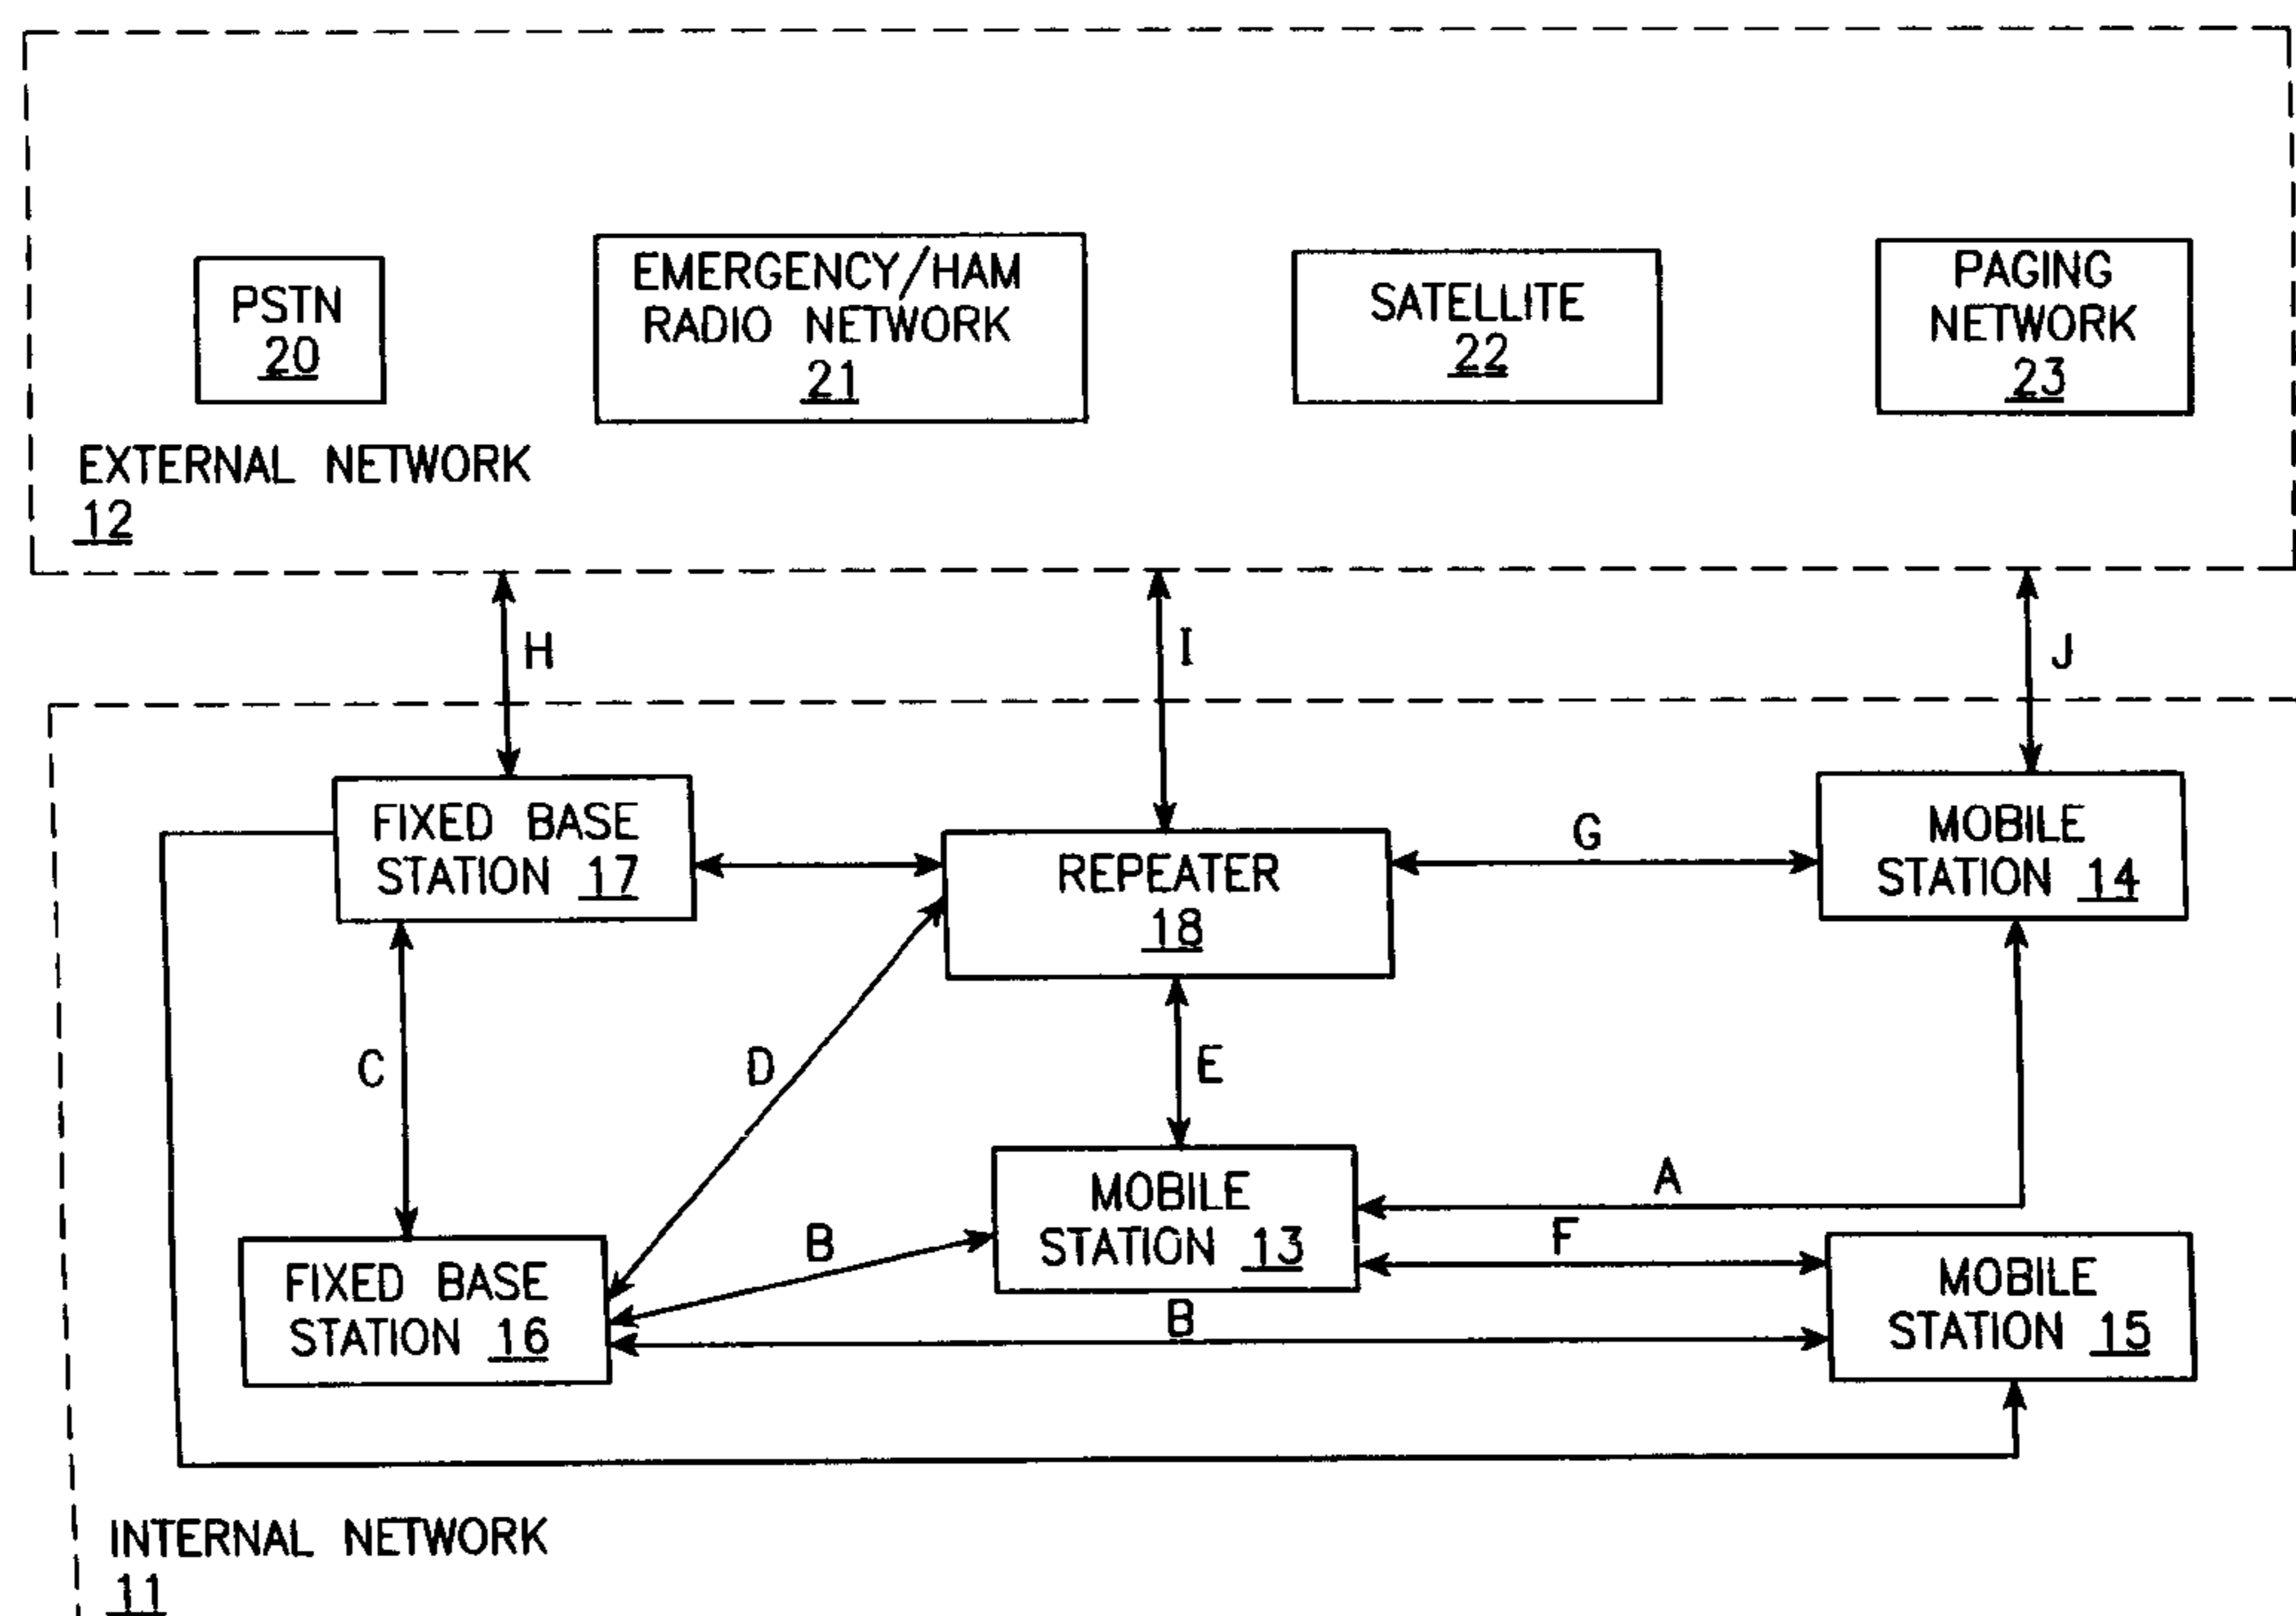 PSTN
20
EMERGENCY/HAM
RADIO NETWORK
21
SATELLITE
22
PAGING
NETWORK
23
EXTERNAL NETWORK
12
H
I
J
FIXED BASE
STATION 17
REPEATER
18
G
MOBILE
STATION 14
C
D
E
A
MOBILE
STATION 13
B
F
FIXED BASE
STATION 16
B
MOBILE
STATION 15
INTERNAL NETWORK
11